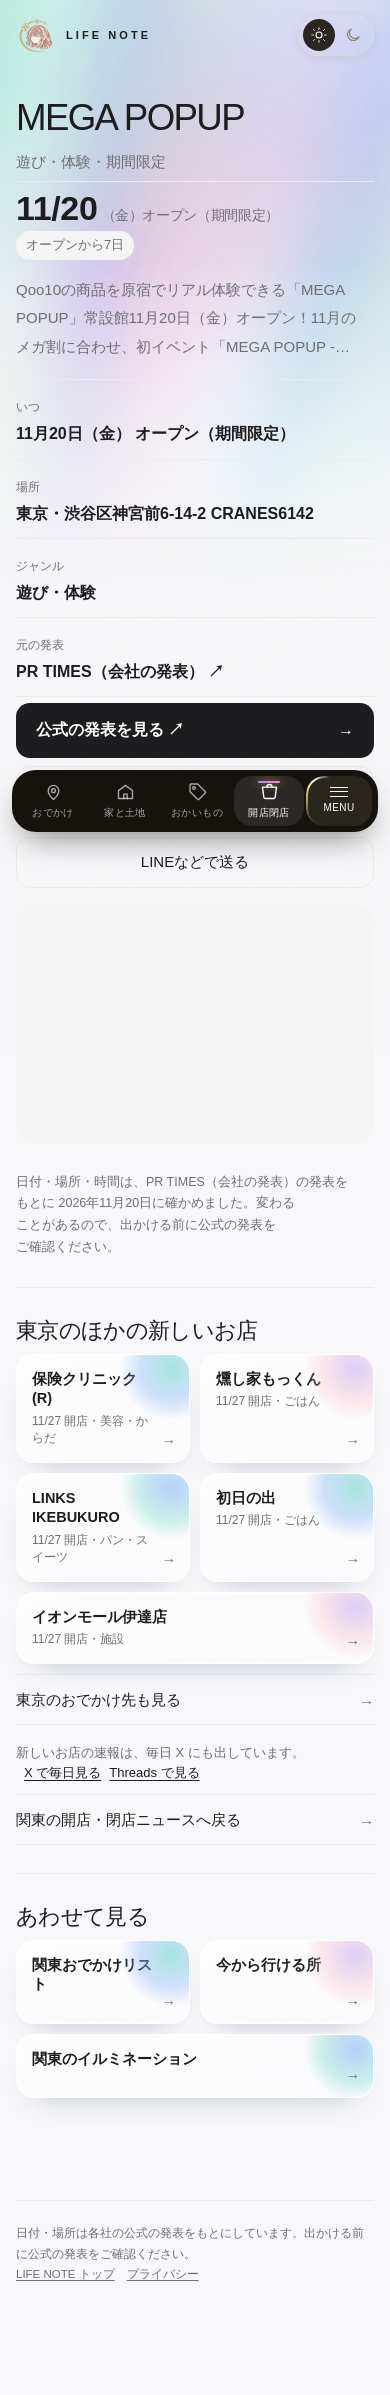 LIFE NOTE
MEGA POPUP
遊び・体験・期間限定
11/20 （金）オープン（期間限定）
オープンから7日
Qoo10の商品を原宿でリアル体験できる「MEGA
POPUP」常設館11月20日（金）オープン！11月の
メガ割に合わせ、初イベント「MEGA POPUP -…
いつ
11月20日（金） オープン（期間限定）
場所
東京・渋谷区神宮前6-14-2 CRANES6142
ジャンル
遊び・体験
元の発表
PR TIMES（会社の発表） ↗
公式の発表を見る ↗ →
おでかけ 家と土地 おかいもの 開店閉店 MENU
LINEなどで送る
日付・場所・時間は、PR TIMES（会社の発表）の発表を
もとに 2026年11月20日に確かめました。変わる
ことがあるので、出かける前に公式の発表を
ご確認ください。
東京のほかの新しいお店
保険クリニック
(R)
11/27 開店・美容・か
らだ
→
燻し家もっくん
11/27 開店・ごはん
→
LINKS
IKEBUKURO
11/27 開店・パン・ス
イーツ
→
初日の出
11/27 開店・ごはん
→
イオンモール伊達店
11/27 開店・施設
→
東京のおでかけ先も見る →
新しいお店の速報は、毎日 X にも出しています。
X で毎日見る Threads で見る
関東の開店・閉店ニュースへ戻る →
あわせて見る
関東おでかけリス
ト
→
今から行ける所
→
関東のイルミネーション
→
日付・場所は各社の公式の発表をもとにしています。出かける前
に公式の発表をご確認ください。
LIFE NOTE トップ プライバシー